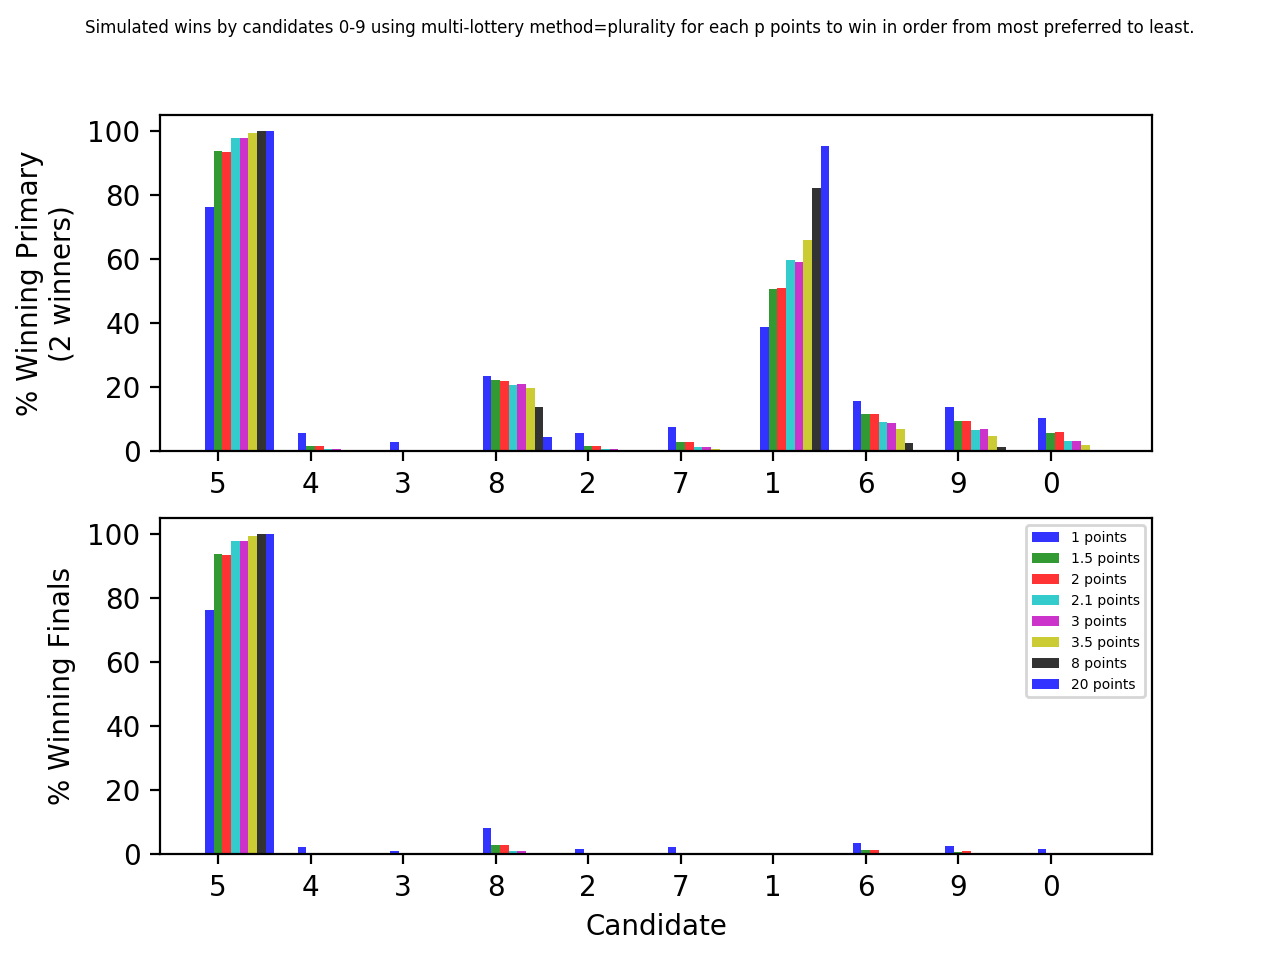 Simulated wins by candidates 0-9 using multi-lottery method=plurality for each p points to win in order from most preferred to least.
% Winning Primary
(2 winners)
100
80
60
40
20
0
5 4 3 8 2 7 1 6 9 0
% Winning Finals
100
80
60
40
20
0
1 points
1.5 points
2 points
2.1 points
3 points
3.5 points
8 points
20 points
5 4 3 8 2 7 1 6 9 0
Candidate